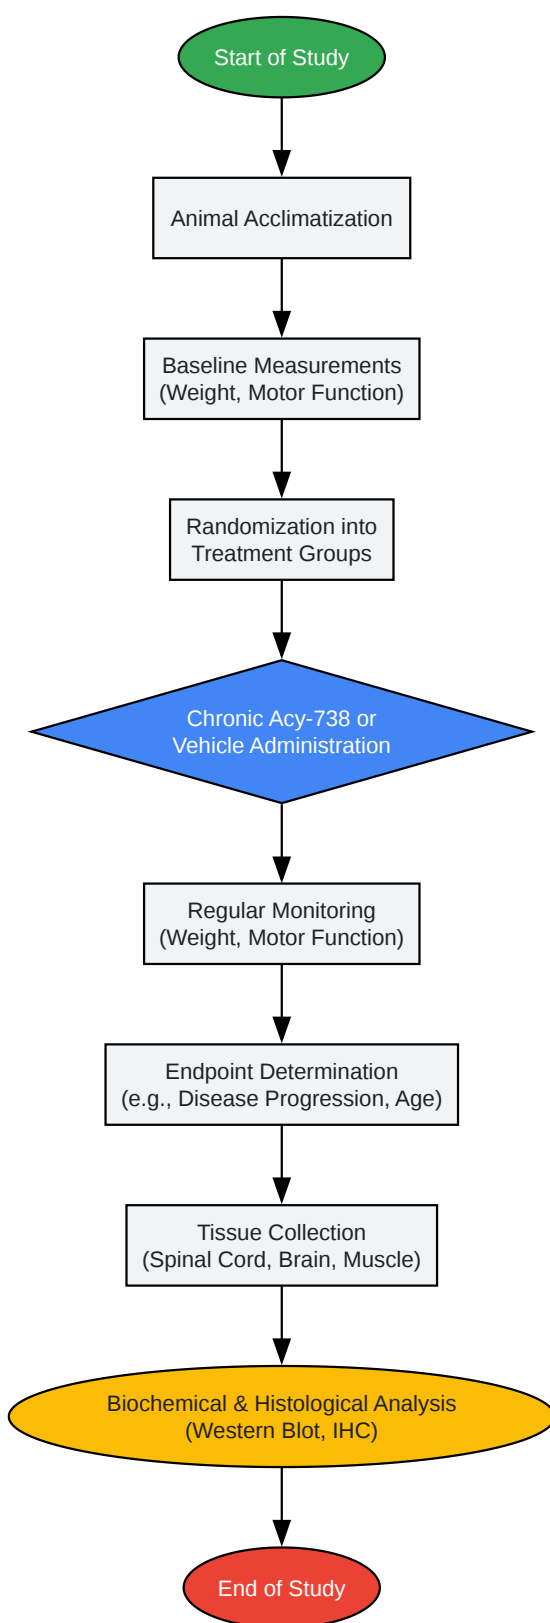 Start of Study
Animal Acclimatization
Baseline Measurements
(Weight, Motor Function)
Randomization into
Treatment Groups
Chronic Acy-738 or
Vehicle Administration
Regular Monitoring
(Weight, Motor Function)
Endpoint Determination
(e.g., Disease Progression, Age)
Tissue Collection
(Spinal Cord, Brain, Muscle)
Biochemical & Histological Analysis
(Western Blot, IHC)
End of Study